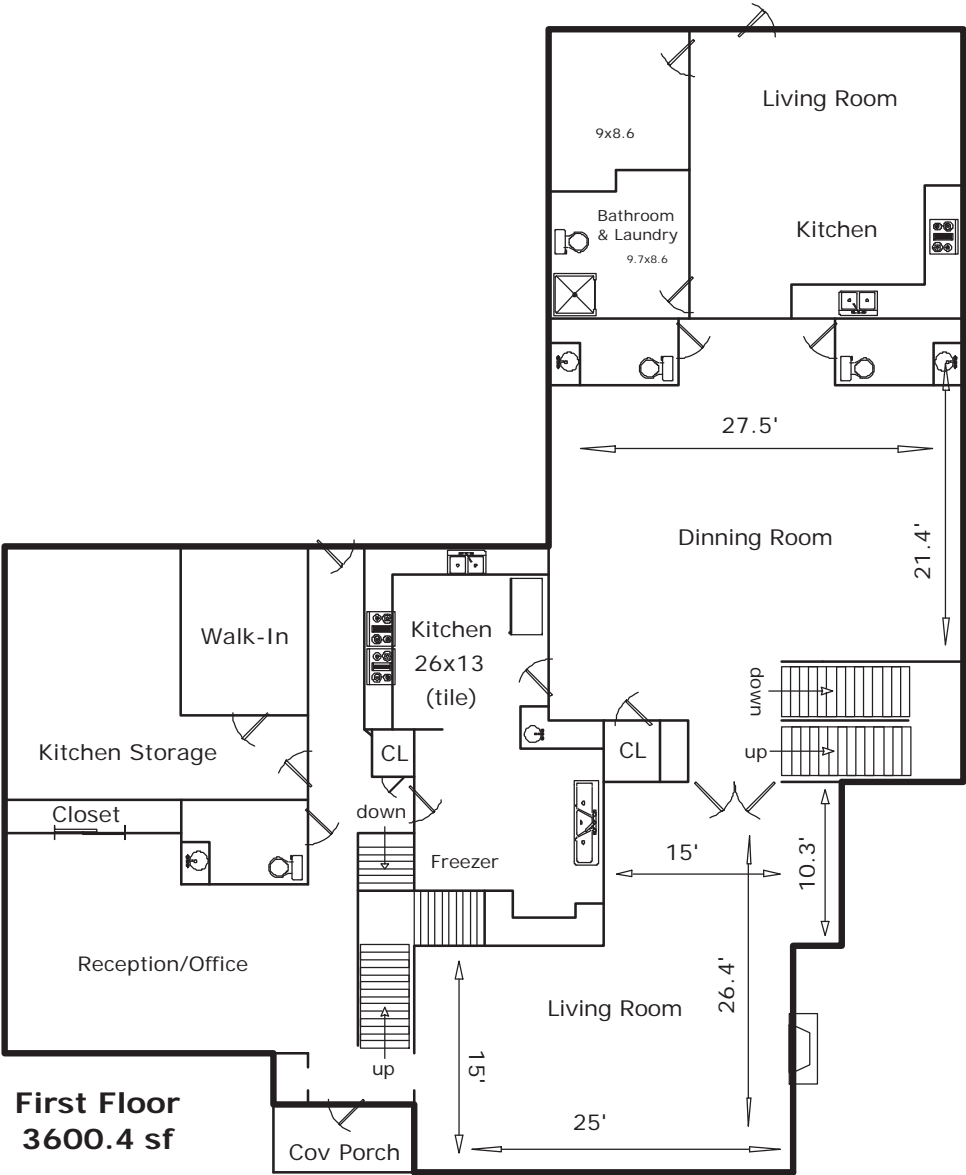 Living Room
9x8.6
Bathroom
& Laundry
9.7x8.6
Kitchen
27.5'
Dinning Room
21.4'
Walk-In
Kitchen
26x13
(tile)
down
up
Kitchen Storage
CL
CL
Closet
down
Freezer
15'
10.3'
Reception/Office
Living Room
26.4'
15'
up
25'
First Floor
3600.4 sf
Cov Porch